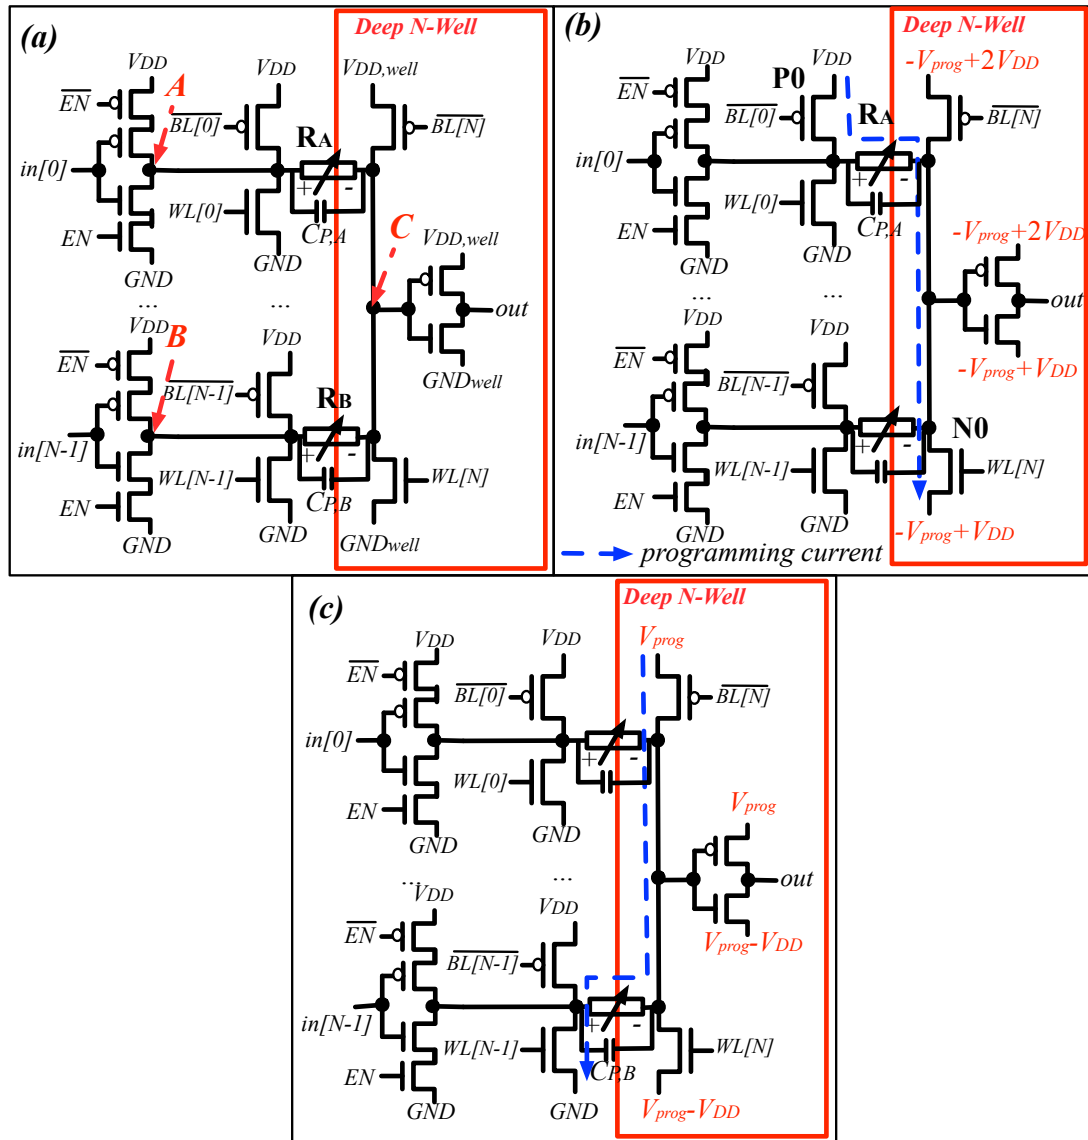 (a)
Deep N-Well
VDD VDD VDD,well
EN A
BL[0] RA BL[N]
in[0]
+ -
WL[0] CP,A
EN C VDD,well
GND GND
... ... out
VDD B VDD
EN GNDwell
BL[N-1] RB
in[N-1]
+ -
WL[N-1] CP,B WL[N]
EN
GND GND GNDwell
(b)
Deep N-Well
P0 VDD -Vprog+2VDD
VDD
EN RA
BL[0] BL[N]
in[0]
+ -
WL[0] CP,A
EN -Vprog+2VDD
GND GND
... ... out
VDD VDD
EN -Vprog+VDD
BL[N-1]
in[N-1] N0
+ -
WL[N-1] WL[N]
EN
GND GND -Vprog+VDD
programming current
(c)
Deep N-Well
VDD VDD Vprog
EN
BL[0] BL[N]
in[0]
+ -
WL[0]
EN
GND GND Vprog
... ...
VDD VDD out
EN
BL[N-1] Vprog-VDD
in[N-1]
+ -
WL[N-1] CP,B WL[N]
EN
GND GND Vprog-VDD